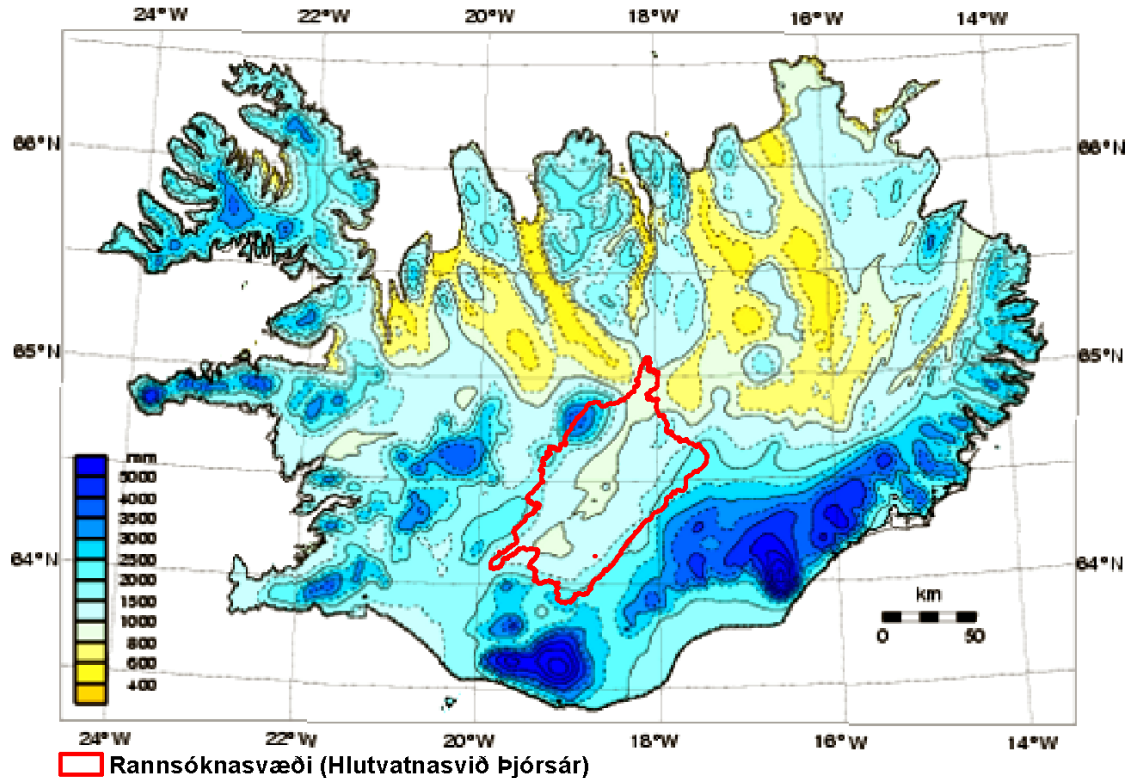 24°W 22°W 20°W 18°W 16°W 14°W
66°N 66°N
65°N 65°N
mm
5000
4000
3500
3000
2500
2000
1500
1000
800
600
400
64°N 64°N
km
0 50
24°W 22°W 20°W 18°W 16°W 14°W
Rannsóknasvæði (Hlutvatnasvið Þjórsár)